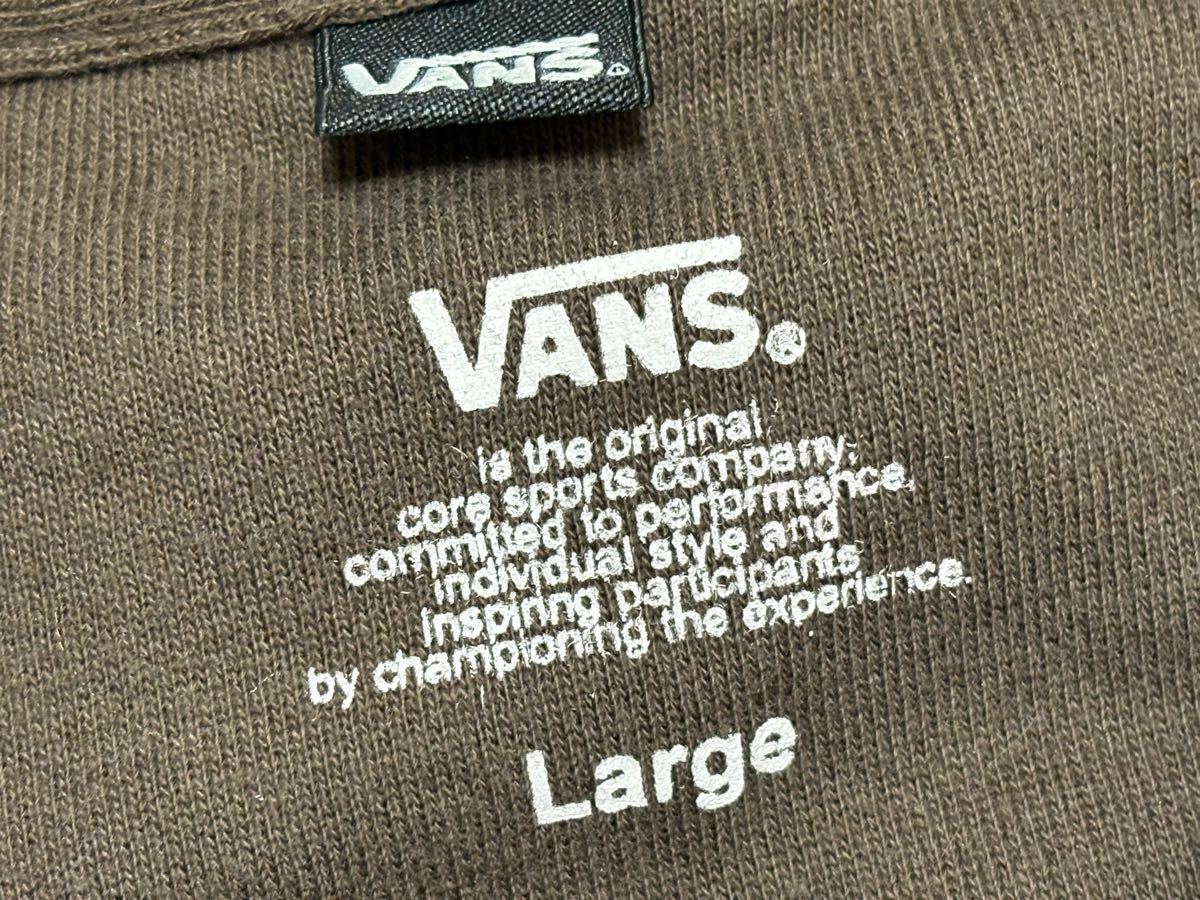 VANS®
VANS®
is the original
core sports company,
committed to performance,
individual style and
inspiring participants
by championing the experience.
Large